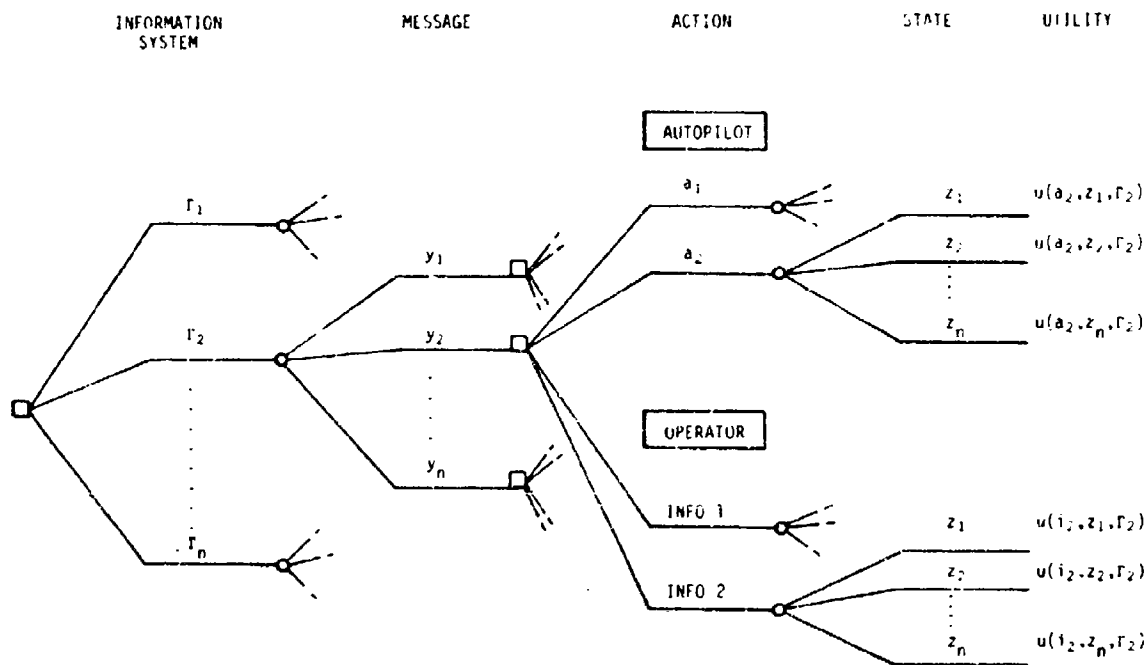 INFORMATION SYSTEM MESSAGE ACTION STATE UTILITY
AUTOPILOT
Γ1
a1
z1 u(a2,z1,Γ2)
y1
a2
z2 u(a2,z2,Γ2)
Γ2
y2
zn u(a2,zn,Γ2)
OPERATOR
yn
INFO 1
z1 u(i2,z1,Γ2)
Γn
INFO 2
z2 u(i2,z2,Γ2)
zn u(i2,zn,Γ2)